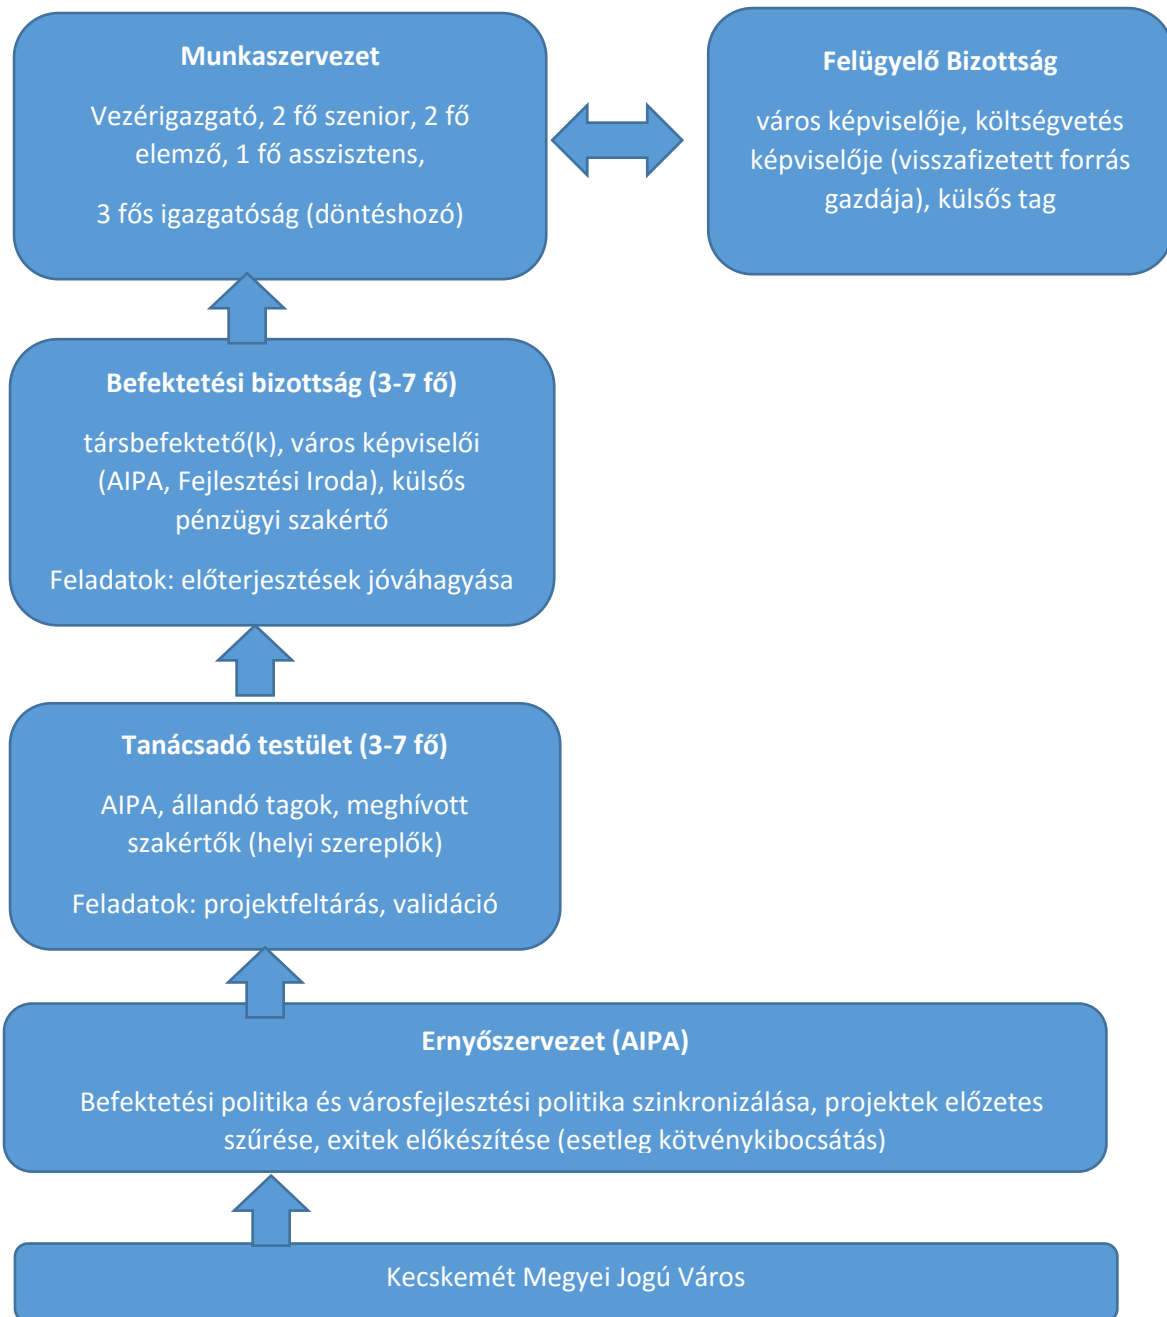 Munkaszervezet
Vezérigazgató, 2 fő szenior, 2 fő
elemző, 1 fő asszisztens,
3 fős igazgatóság (döntéshozó)
Felügyelő Bizottság
város képviselője, költségvetés
képviselője (visszafizetett forrás
gazdája), külsős tag
Befektetési bizottság (3-7 fő)
társbefektető(k), város képviselői
(AIPA, Fejlesztési Iroda), külsős
pénzügyi szakértő
Feladatok: előterjesztések jóváhagyása
Tanácsadó testület (3-7 fő)
AIPA, állandó tagok, meghívott
szakértők (helyi szereplők)
Feladatok: projektfeltárás, validáció
Ernyőszervezet (AIPA)
Befektetési politika és városfejlesztési politika szinkronizálása, projektek előzetes
szűrése, exitek előkészítése (esetleg kötvénykibocsátás)
Kecskemét Megyei Jogú Város